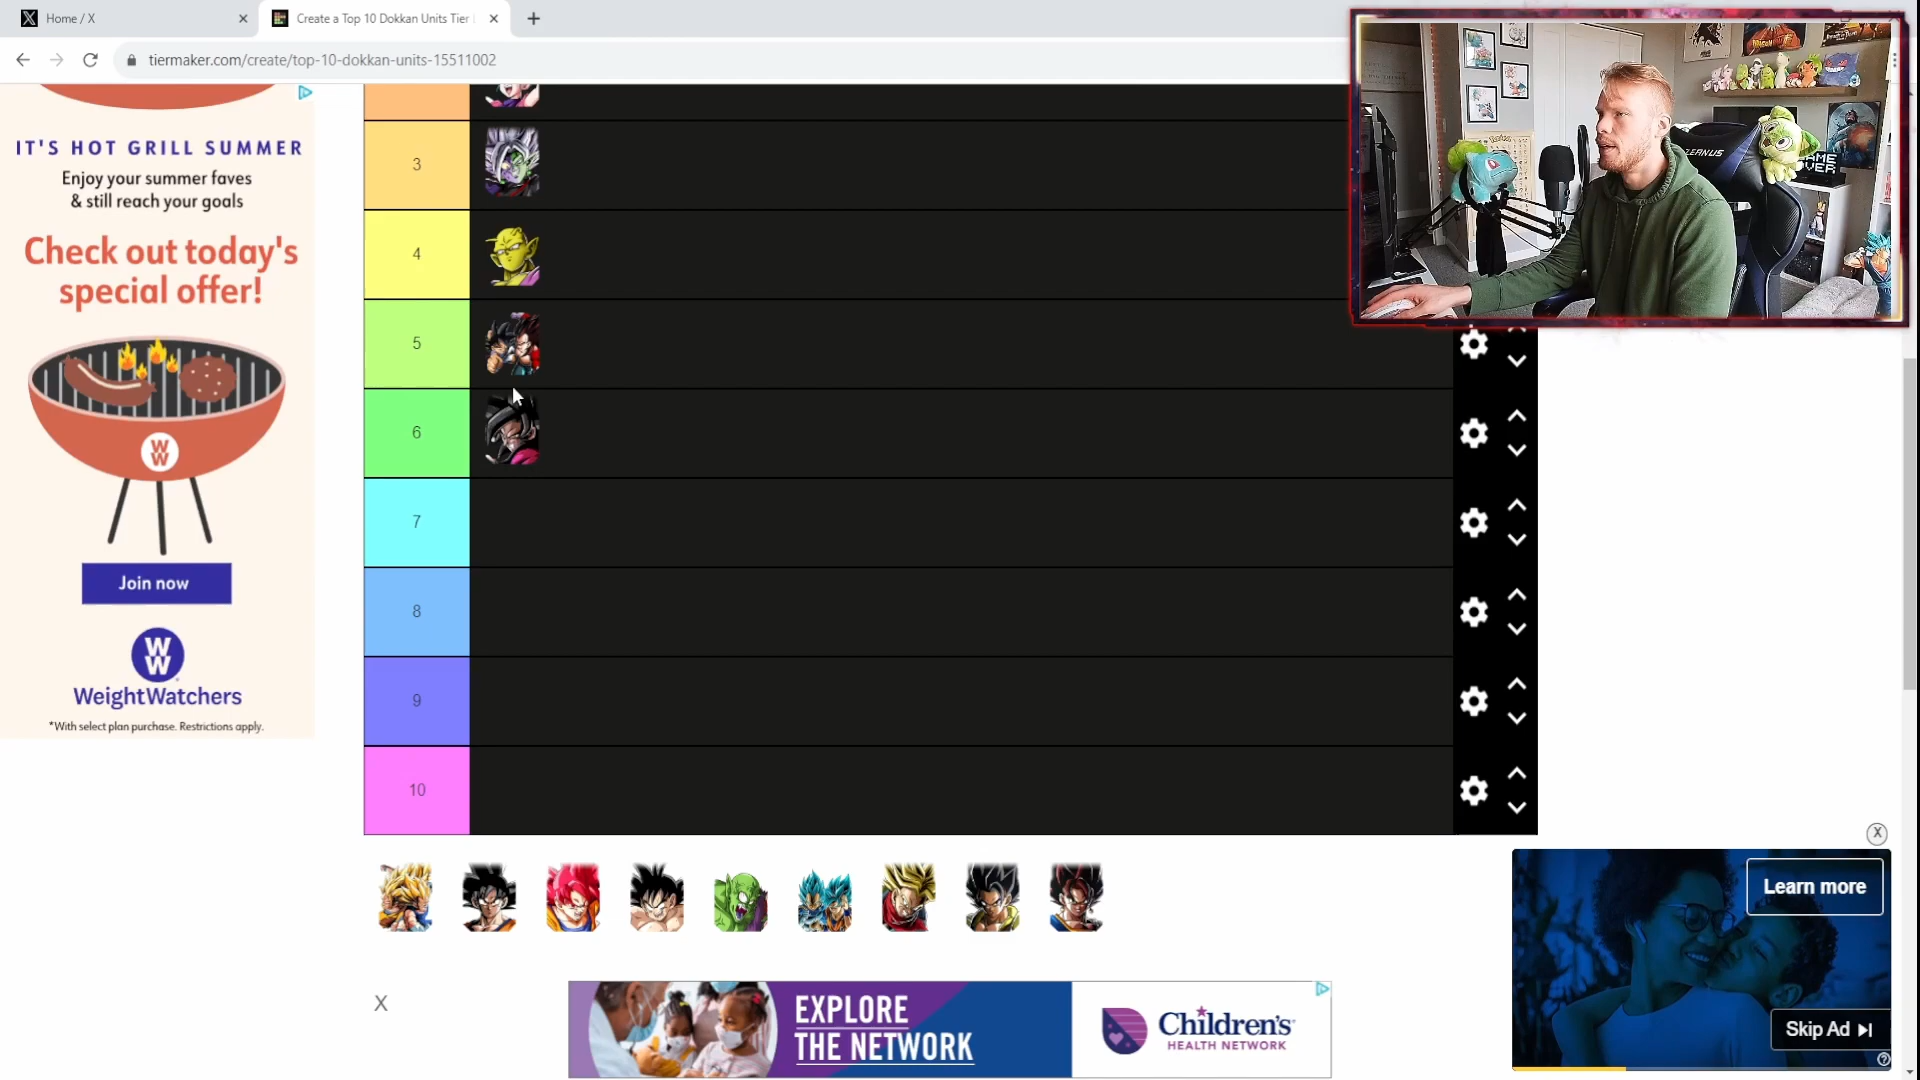 Home / X
Create a Top 10 Dokkan Units Tier
tiermaker.com/create/top-10-dokkan-units-15511002
IT'S HOT GRILL SUMMER
Enjoy your summer faves
& still reach your goals
Check out today's
special offer!
W
W
Join now
W
W
WeightWatchers
*With select plan purchase. Restrictions apply.
3
4
5
6
7
8
9
10
GAME
OVER
X
EXPLORE
THE NETWORK
Children's
HEALTH NETWORK
X
Learn more
Skip Ad